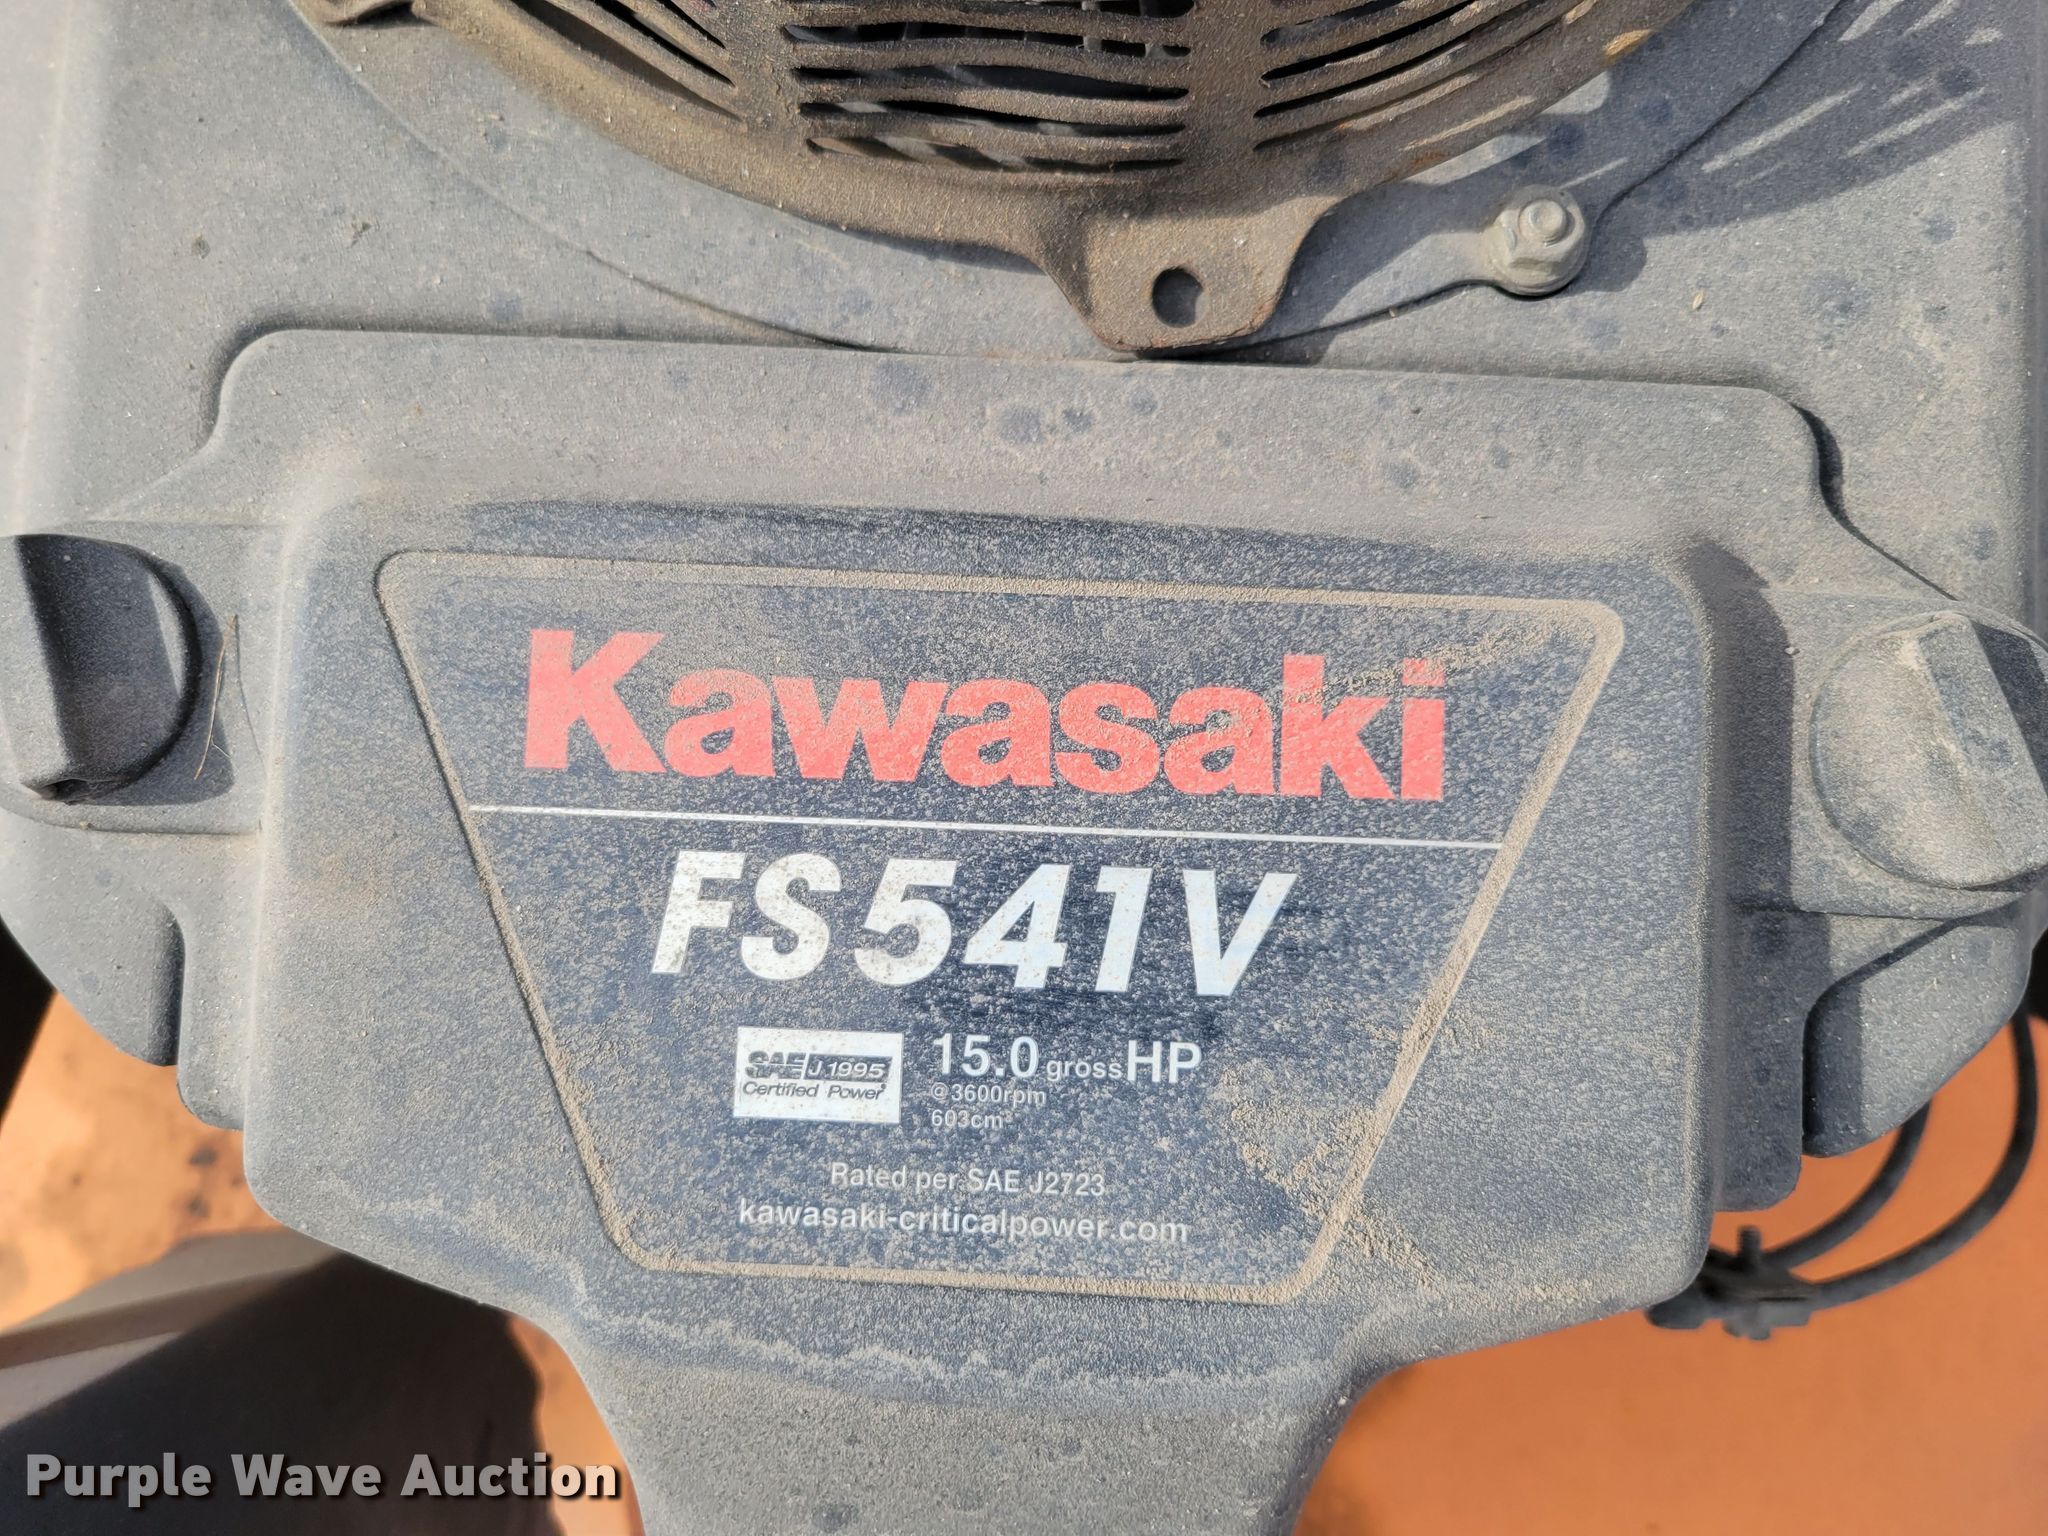 Kawasaki
FS541V
SAE J1995
Certified Power
15.0 gross HP
@3600rpm
603cm³
Rated per SAE J2723
kawasaki-criticalpower.com
Purple Wave Auction